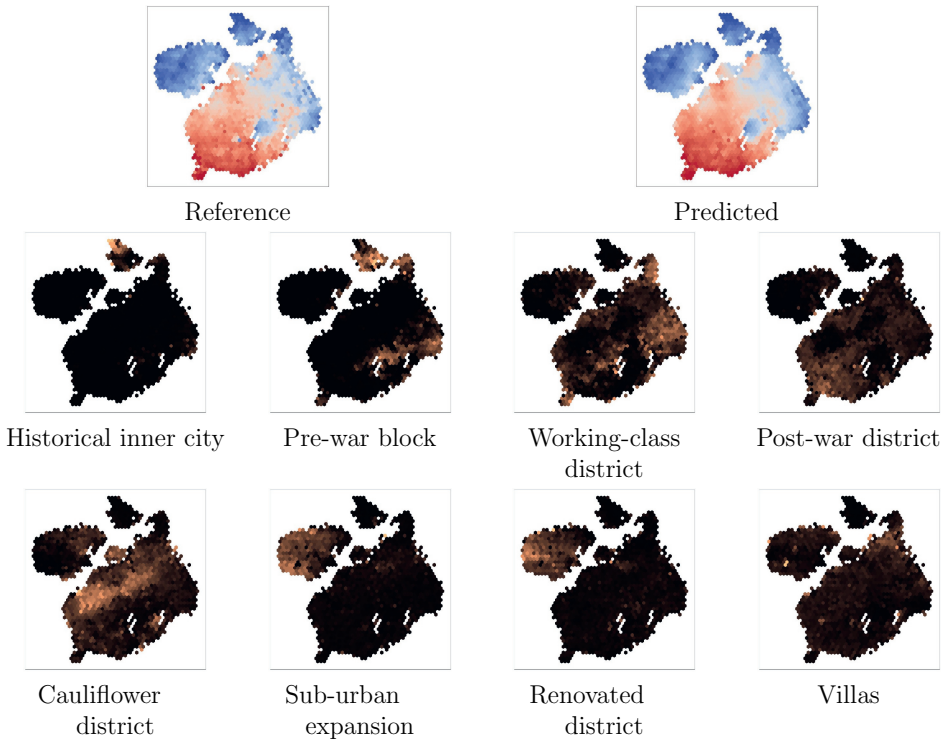 Reference
Predicted
Historical inner city
Pre-war block
Working-class
district
Post-war district
Cauliflower
district
Sub-urban
expansion
Renovated
district
Villas